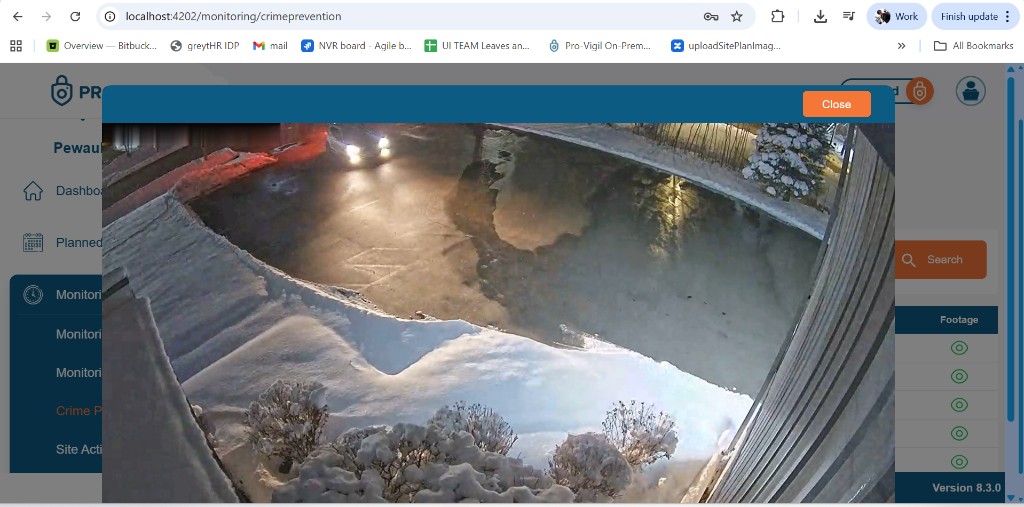 localhost:4202/monitoring/crimeprevention
Work
Finish update
Overview — Bitbuck...
greytHR IDP
mail
NVR board - Agile b...
UI TEAM Leaves an...
Pro-Vigil On-Prem...
uploadSitePlanImag...
»
All Bookmarks
PR
d
Close
Pewau
Dashboa
Planned
Search
Monitori
Footage
Monitori
Monitori
Crime P
Site Acti
Version 8.3.0